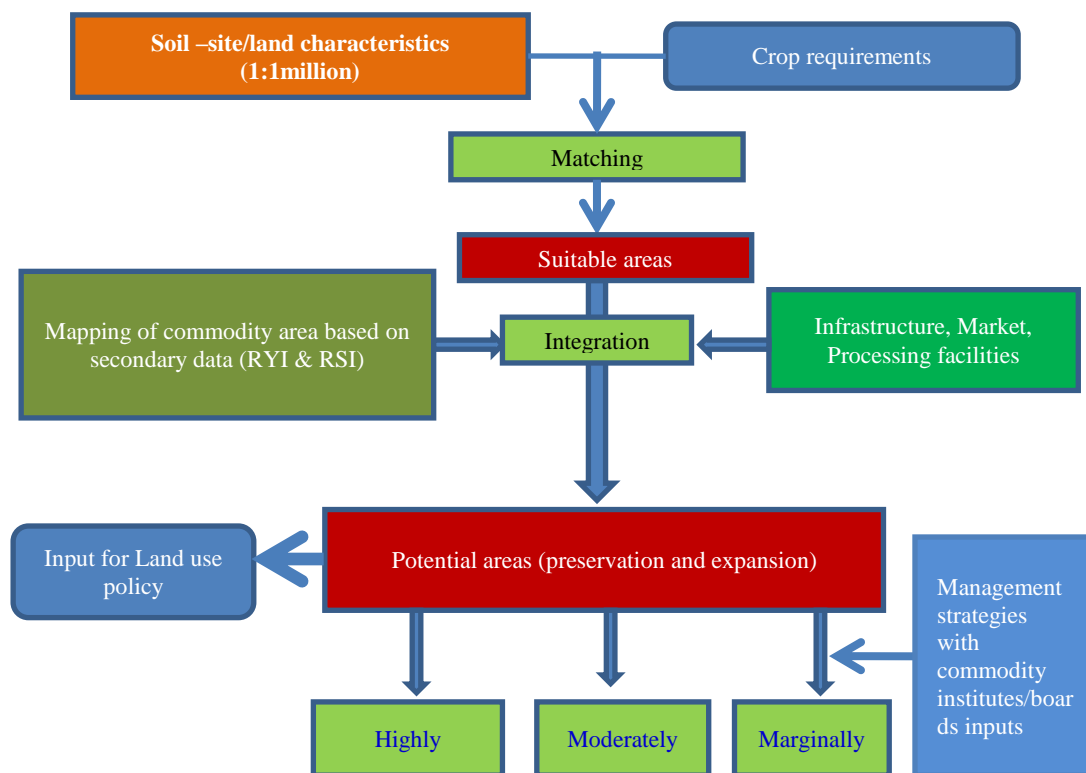 Soil –site/land characteristics
(1:1million)
Crop requirements
Matching
Suitable areas
Mapping of commodity area based on
secondary data (RYI & RSI)
Integration
Infrastructure, Market,
Processing facilities
Input for Land use
policy
Potential areas (preservation and expansion)
Management
strategies
with
commodity
institutes/boar
ds inputs
Highly
Moderately
Marginally